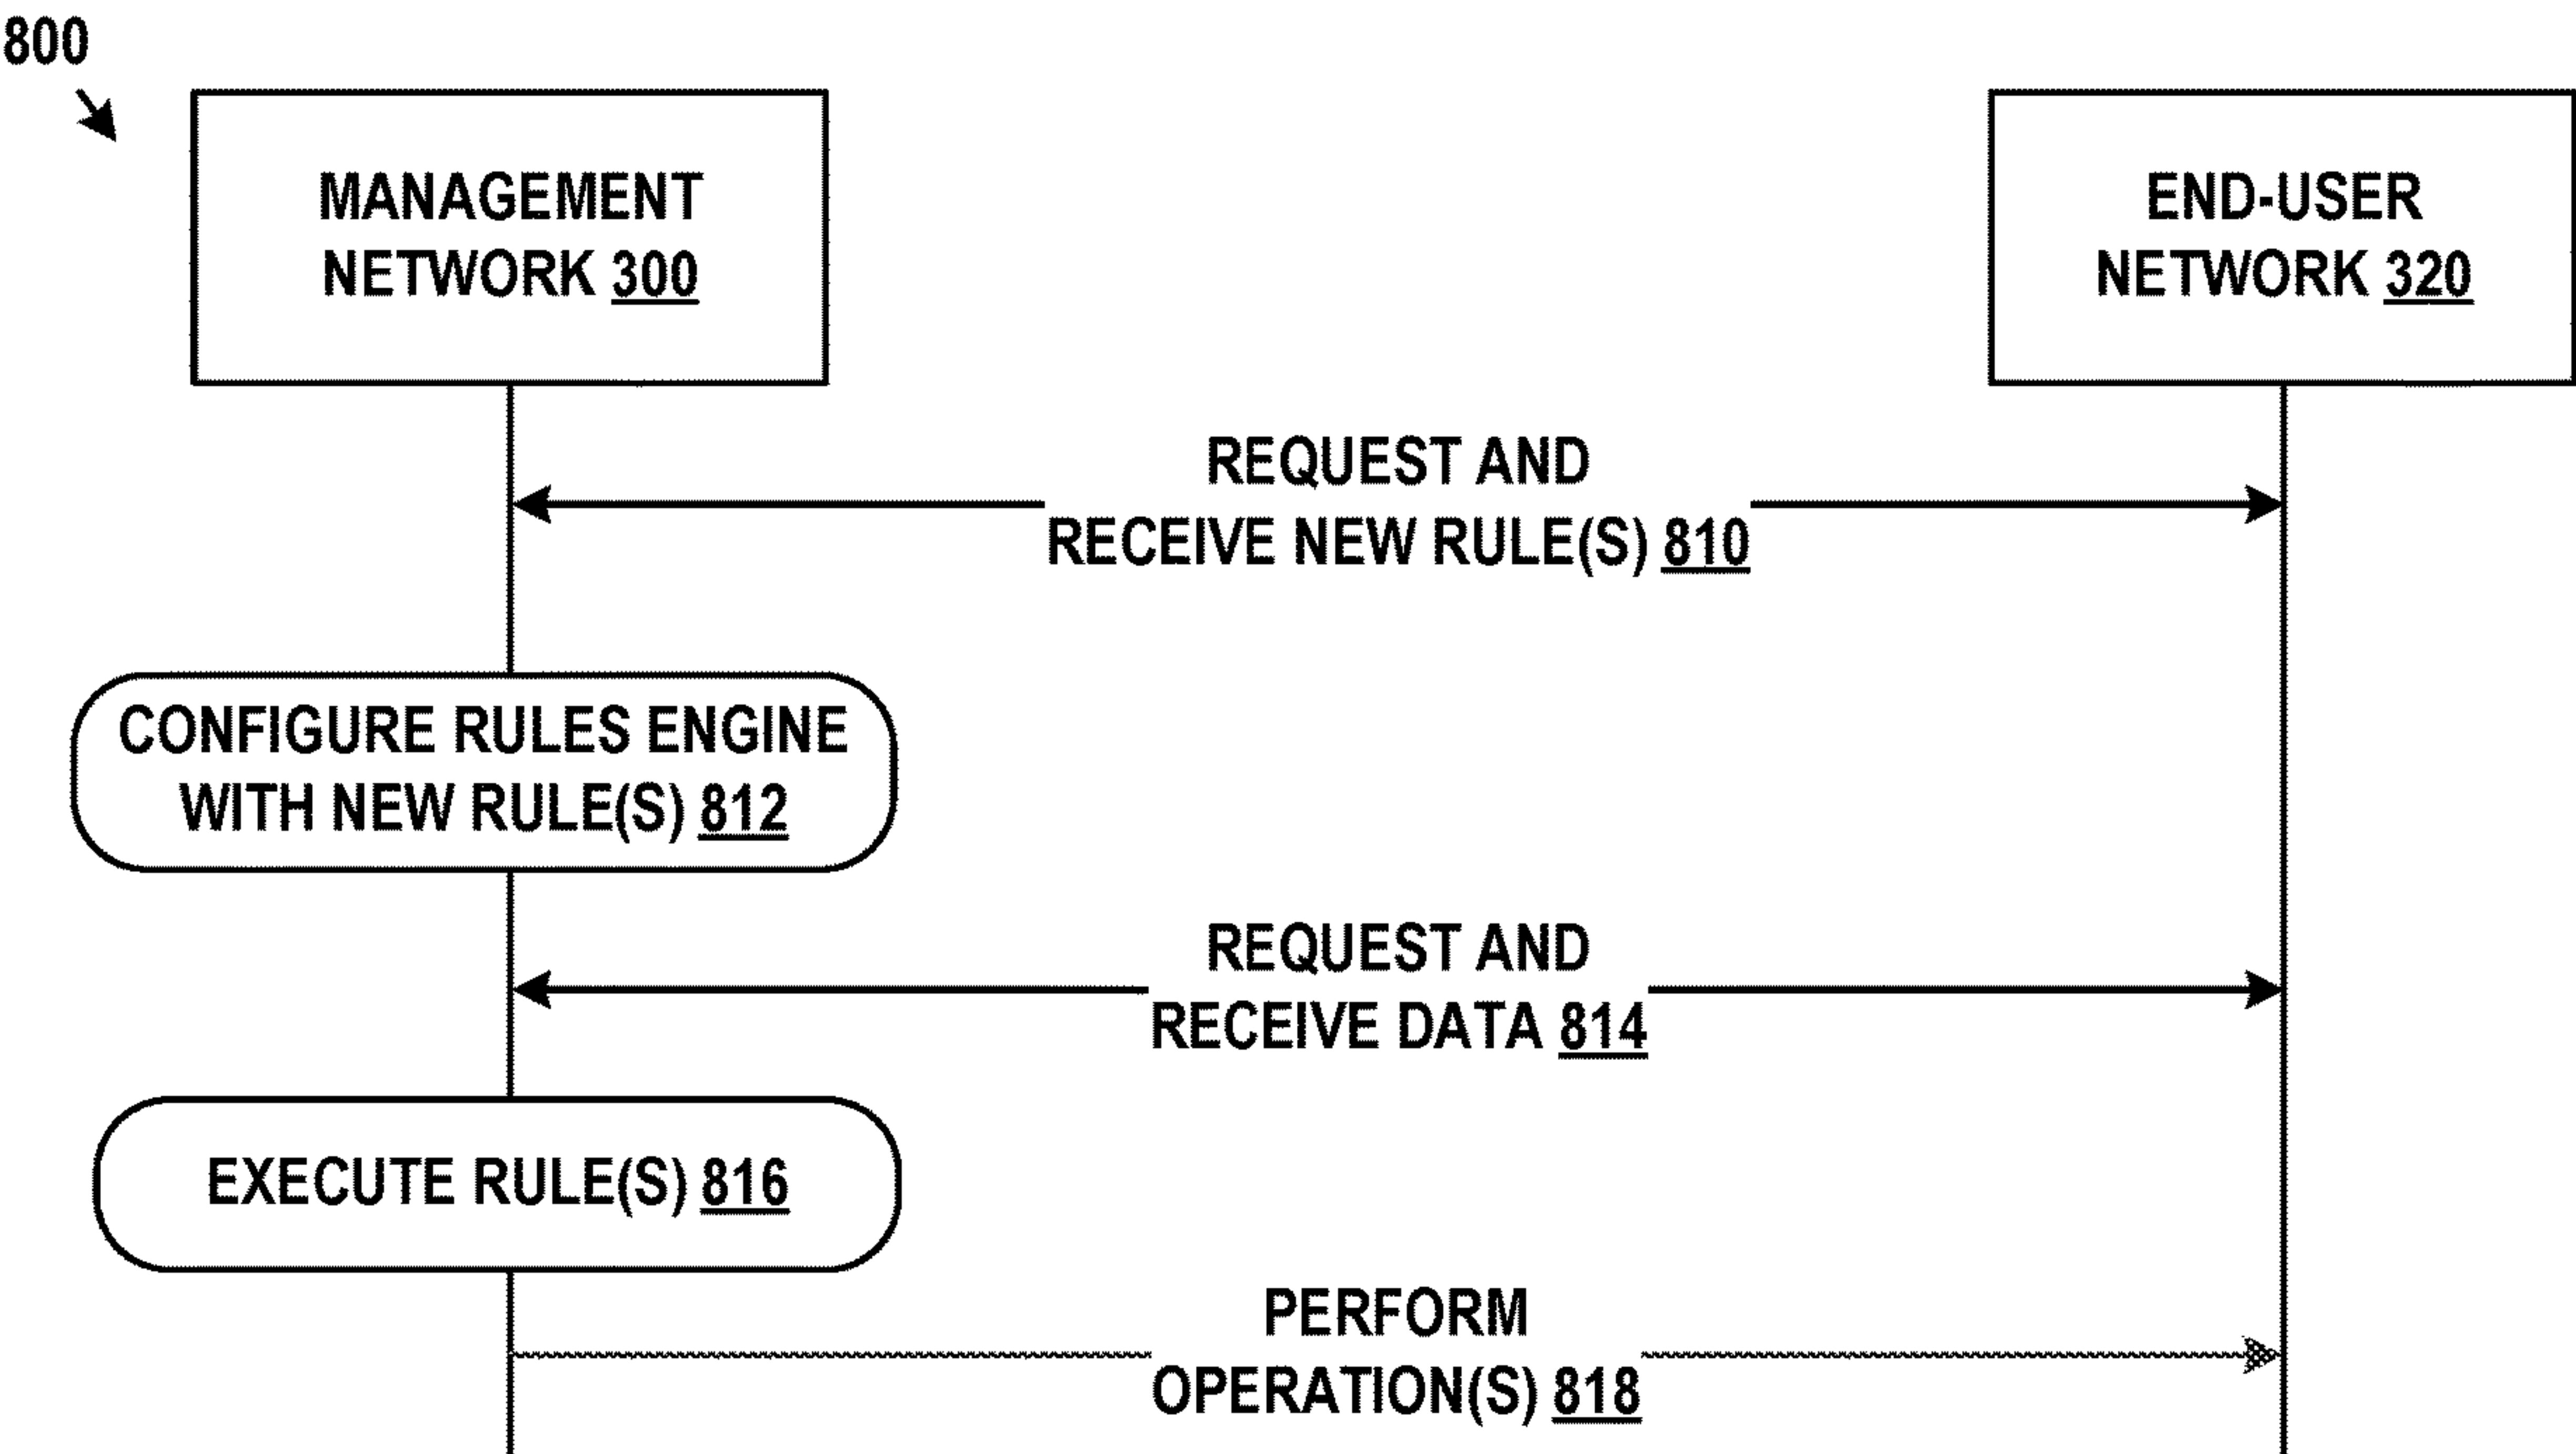 800
MANAGEMENT
NETWORK 300
END-USER
NETWORK 320
REQUEST AND
RECEIVE NEW RULE(S) 810
CONFIGURE RULES ENGINE
WITH NEW RULE(S) 812
REQUEST AND
RECEIVE DATA 814
EXECUTE RULE(S) 816
PERFORM
OPERATION(S) 818